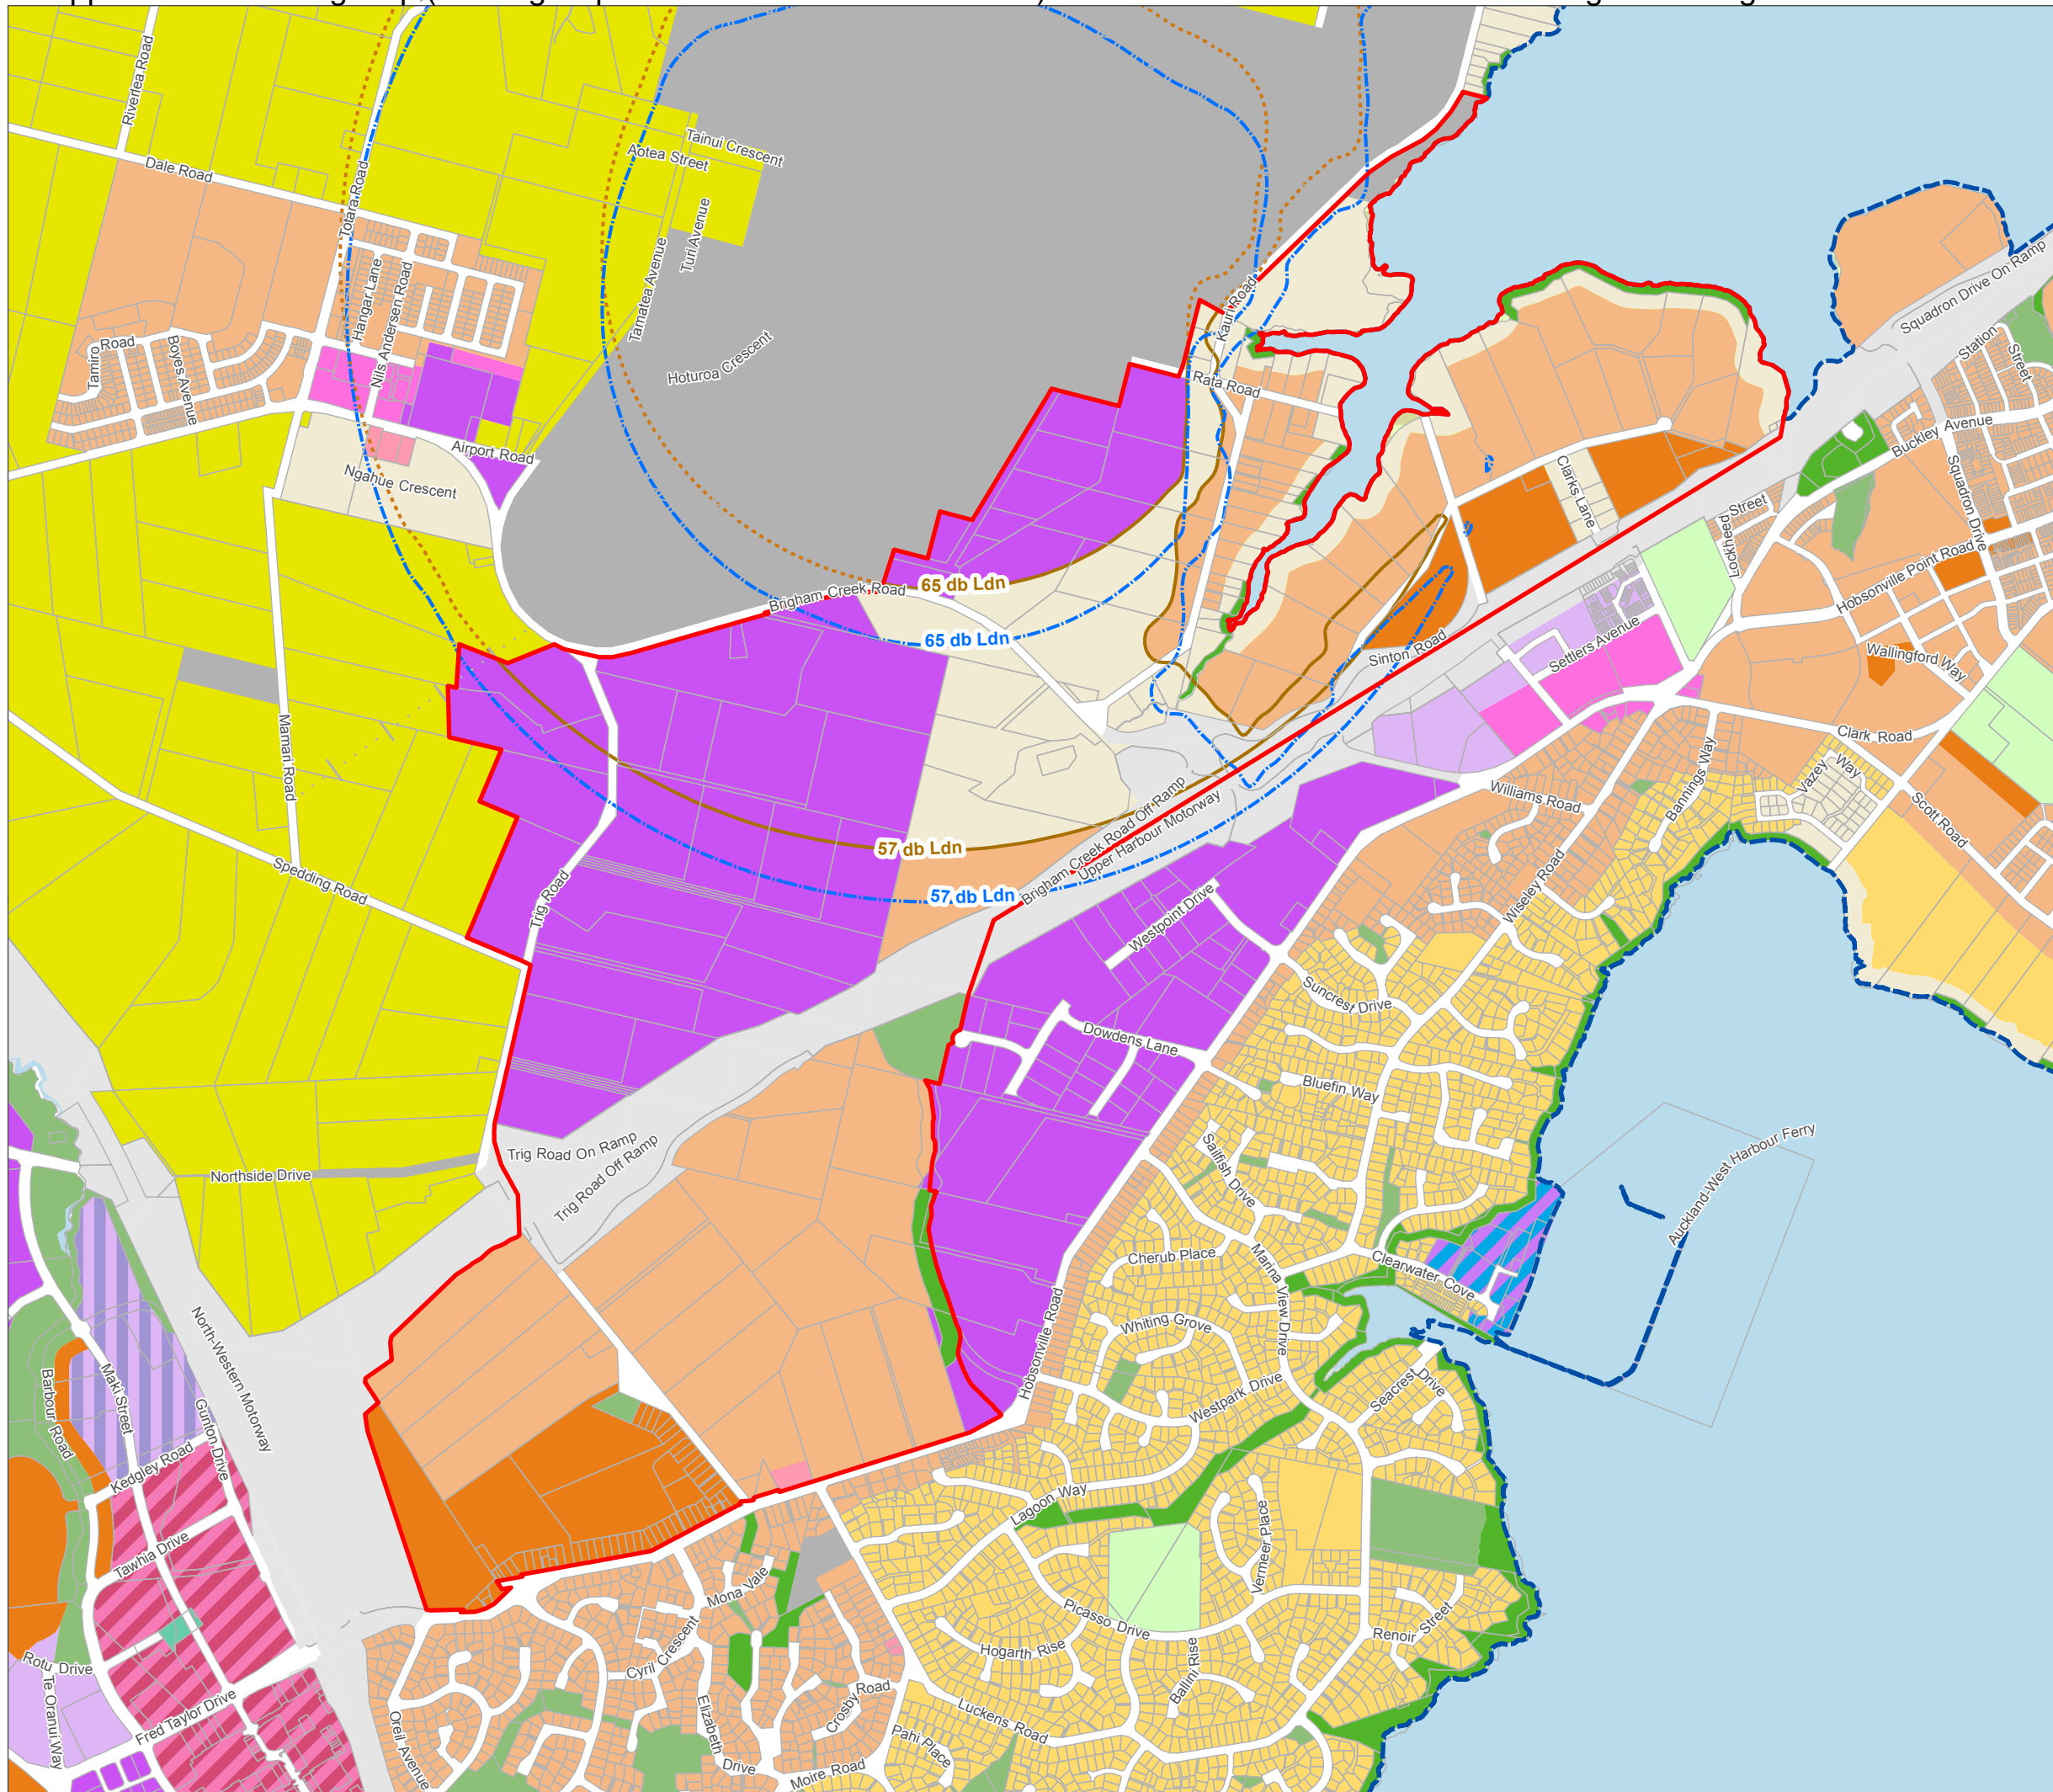 Riverlea Road
Dale Road
Totara Road
Tainui Crescent
Aotea Street
Turi Avenue
Tamatea Avenue
Hoturoa Crescent
Hangar Lane
Nils Andersen Road
Tamiro Road
Boyes Avenue
Airport Road
Ngahue Crescent
Kauri Road
Rata Road
Squadron Drive On Ramp
Station Street
Buckley Avenue
Squadron Drive
Clarks Lane
Lockheed Street
Hobsonville Point Road
Brigham Creek Road
65 db Ldn
65 db Ldn
Sinton Road
Settlers Avenue
Wallingford Way
Clark Road
Mamari Road
Spedding Road
Trig Road
57 db Ldn
57 db Ldn
Brigham Creek Road Off Ramp
Upper Harbour Motorway
Williams Road
Bannings Way
Vazey Way
Scott Road
Wiseley Road
Westpoint Drive
Suncrest Drive
Dowdens Lane
Bluefin Way
Sailfish Drive
Northside Drive
Trig Road On Ramp
Trig Road Off Ramp
Auckland-West Harbour Ferry
Cherub Place
Marina View Drive
Clearwater Cove
Whiting Grove
Hobsonville Road
Westpark Drive
Seacrest Drive
North-Western Motorway
Maki Street
Barbour Road
Gunton Drive
Kedgley Road
Tawhia Drive
Lagoon Way
Vermeer Place
Mona Vale
Picasso Drive
Renoir Street
Hogarth Rise
Ballini Rise
Cyril Crescent
Rotu Drive
Te Oranui Way
Fred Taylor Drive
Oreil Avenue
Elizabeth Drive
Crosby Road
Luckens Road
Pahi Place
Moire Road